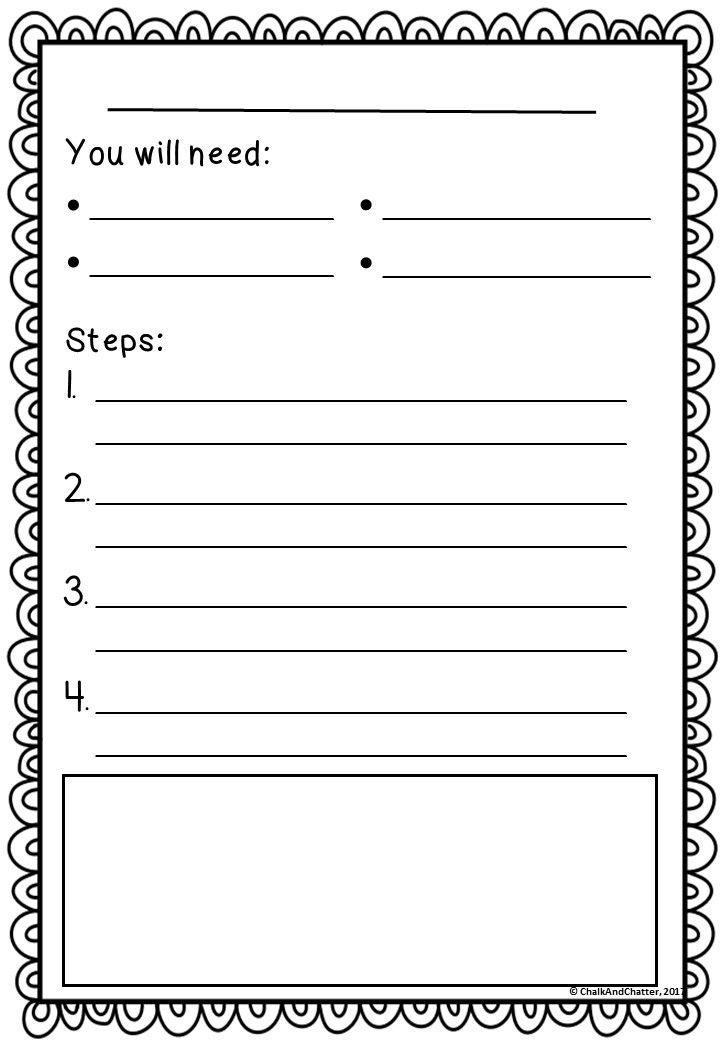 You will need:
Steps:
1.
2.
3.
4.
© ChalkAndChatter, 2017